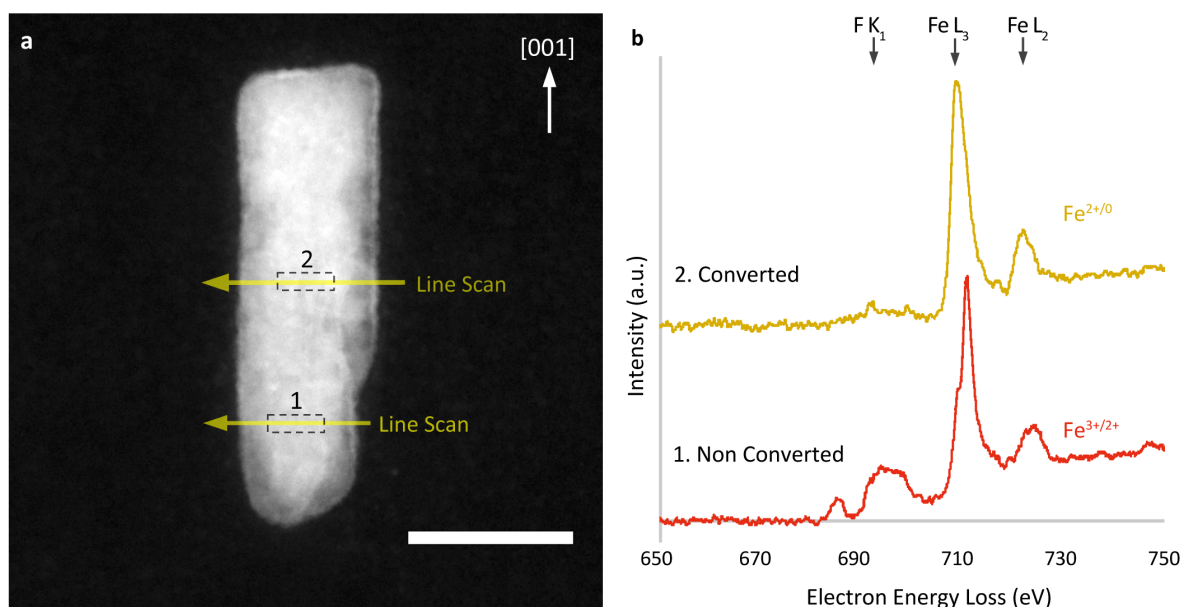 a
[001]
2
Line Scan
1
Line Scan
b
F K₁
Fe L₃
Fe L₂
Intensity (a.u.)
Fe²⁺/⁰
2. Converted
Fe³⁺/²⁺
1. Non Converted
650 670 690 710 730 750
Electron Energy Loss (eV)